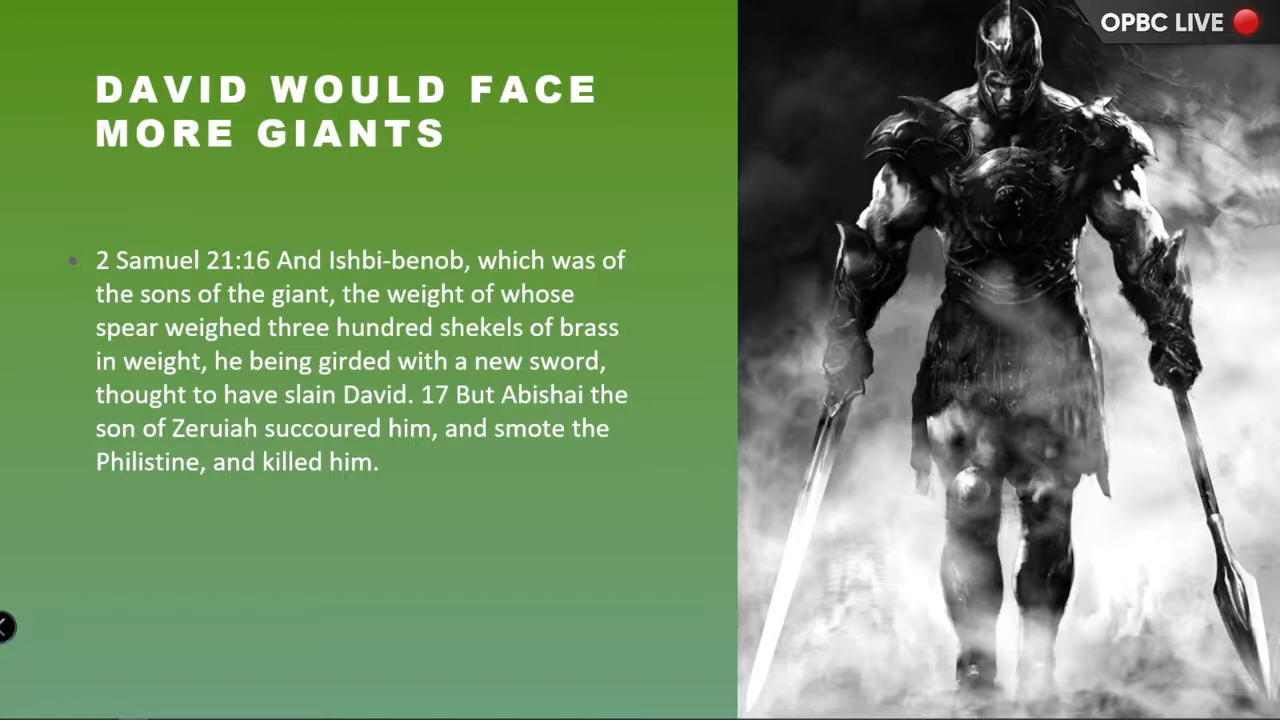 OPBC LIVE
DAVID WOULD FACE
MORE GIANTS
• 2 Samuel 21:16 And Ishbi-benob, which was of
the sons of the giant, the weight of whose
spear weighed three hundred shekels of brass
in weight, he being girded with a new sword,
thought to have slain David. 17 But Abishai the
son of Zeruiah succoured him, and smote the
Philistine, and killed him.